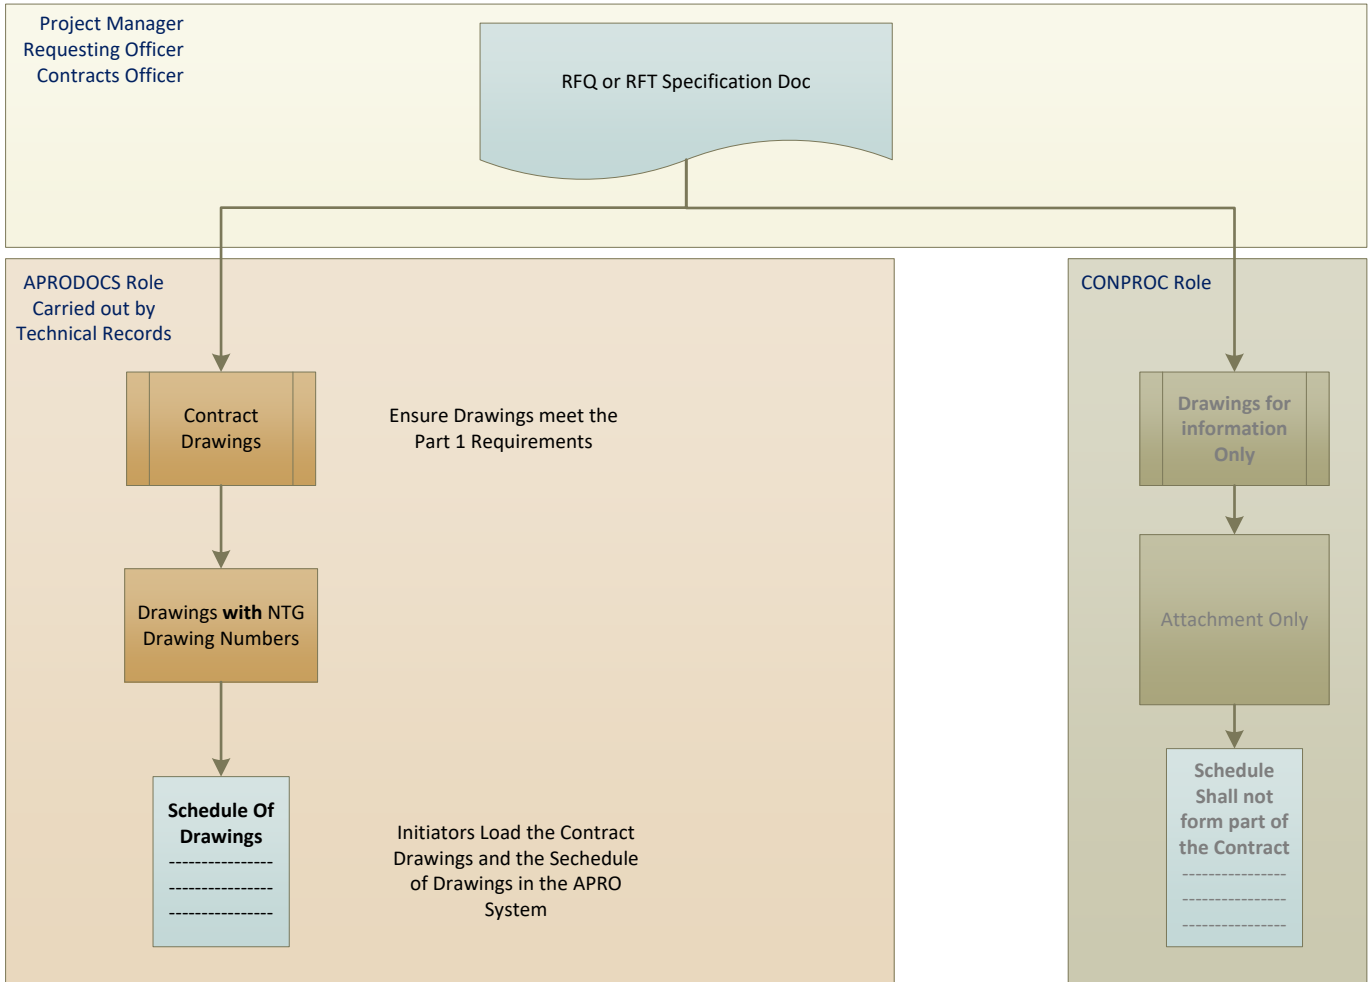 Project Manager
Requesting Officer
Contracts Officer
RFQ or RFT Specification Doc
APRODOCS Role
Carried out by
Technical Records
Contract
Drawings
Ensure Drawings meet the
Part 1 Requirements
Drawings with NTG
Drawing Numbers
Schedule Of
Drawings
---------------
---------------
---------------
Initiators Load the Contract
Drawings and the Sechedule
of Drawings in the APRO
System
CONPROC Role
Drawings for
information
Only
Attachment Only
Schedule
Shall not
form part of
the Contract
---------------
---------------
---------------